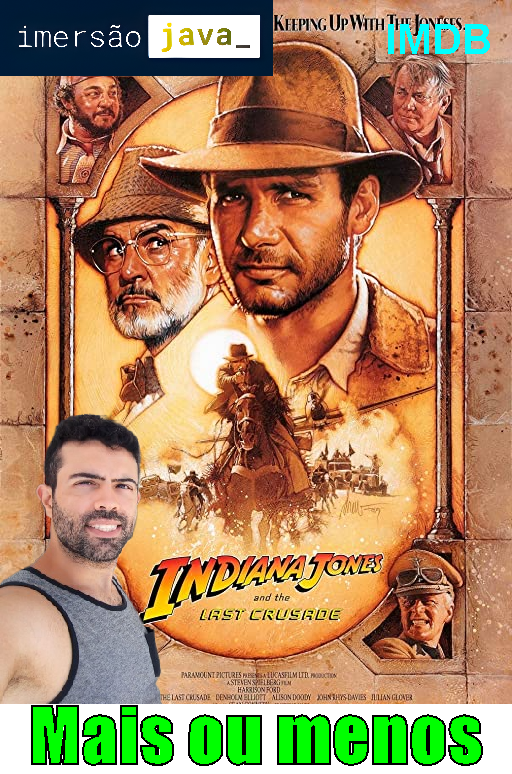 imersão java_
KEEPING UP WITH THE JONESES.
IMDB
INDIANA JONES
and the
LAST CRUSADE
PARAMOUNT PICTURES PRESENTS A LUCASFILM LTD. PRODUCTION
A STEVEN SPIELBERG FILM
HARRISON FORD
THE LAST CRUSADE DENHOLM ELLIOTT ALISON DOODY JOHN RHYS-DAVIES JULIAN GLOVER
Mais ou menos